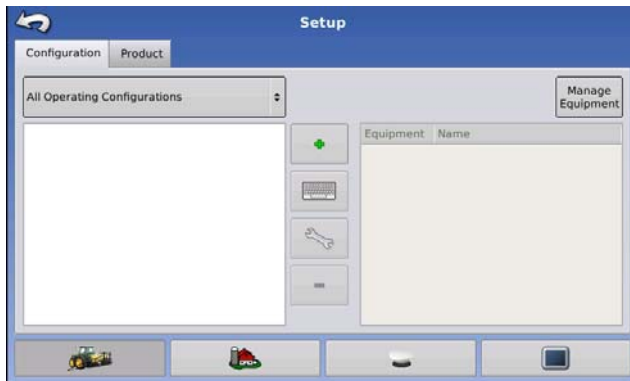 Setup
Configuration Product
All Operating Configurations
Manage
Equipment
Equipment Name